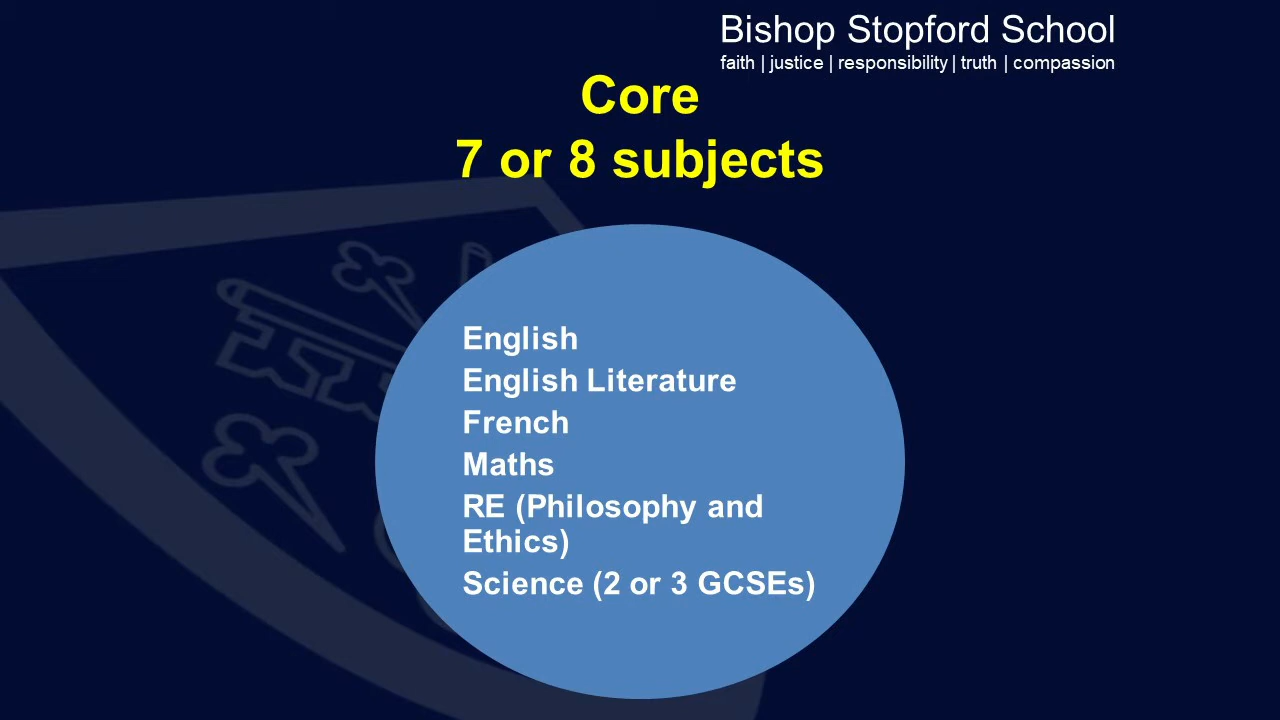 Bishop Stopford School
faith | justice | responsibility | truth | compassion
Core
7 or 8 subjects
English
English Literature
French
Maths
RE (Philosophy and
Ethics)
Science (2 or 3 GCSEs)